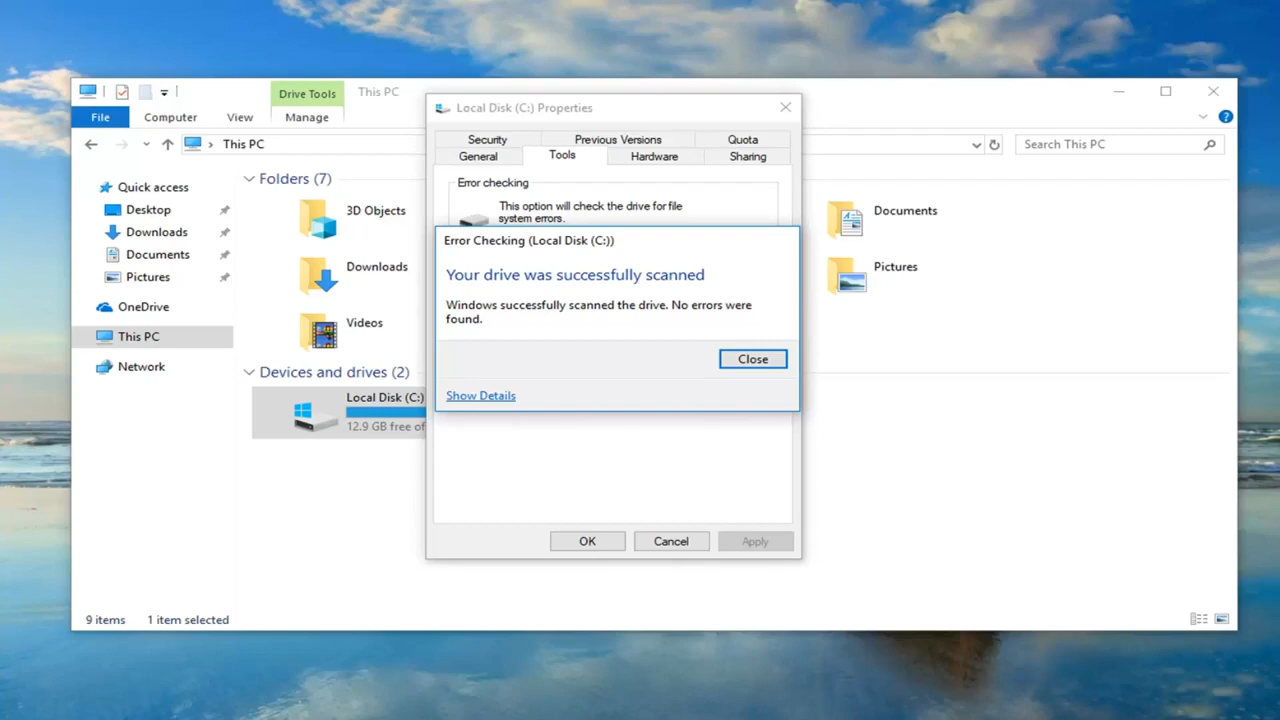 Drive Tools
This PC
File
Computer
View
Manage
This PC
Search This PC
Quick access
Desktop
Downloads
Documents
Pictures
OneDrive
This PC
Network
Folders (7)
3D Objects
Downloads
Videos
Documents
Pictures
Devices and drives (2)
Local Disk (C:)
12.9 GB free of
9 items
1 item selected
Local Disk (C:) Properties
Security
Previous Versions
Quota
General
Tools
Hardware
Sharing
Error checking
This option will check the drive for file
system errors.
Error Checking (Local Disk (C:))
Your drive was successfully scanned
Windows successfully scanned the drive. No errors were
found.
Close
Show Details
OK
Cancel
Apply